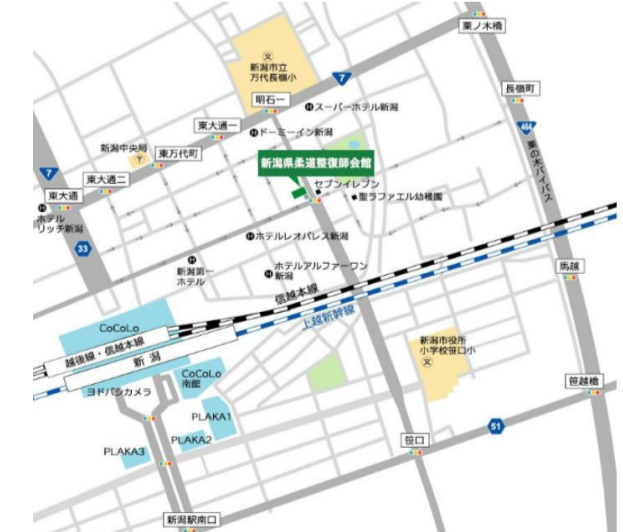 栗ノ木橋
新潟市立
万代長嶺小
7
長嶺町
明石一
スーパーホテル新潟
464
東大通一
ドーミーイン新潟
栗の木バイパス
新潟中央局
東万代町
新潟県柔道整復師会館
7
東大通二
セブンイレブン
東大通
聖ラファエル幼稚園
ホテル
リッチ新潟
33
ホテルレオパレス新潟
新潟第一
ホテル
ホテルアルファーワン
新潟
馬越
信越本線
上越新幹線
CoCoLo
越後線・信越本線
新潟
新潟市役所
小学校笹口小
CoCoLo
南館
ヨドバシカメラ
笹越橋
PLAKA1
51
PLAKA2
笹口
PLAKA3
新潟駅南口